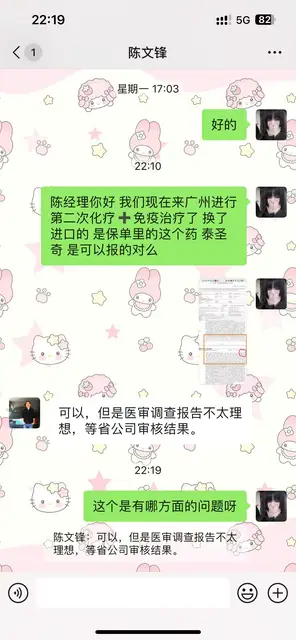 22:19
5G
82
1
陈文锋
星期一 17:03
好的
22:10
陈经理你好 我们现在来广州进行
第二次化疗➕免疫治疗了 换了
进口的 是保单里的这个药 泰圣
奇 是可以报的对么
可以，但是医审调查报告不太理
想，等省公司审核结果。
22:19
这个是有哪方面的问题呀
陈文锋：可以，但是医审调查报告不太
理想，等省公司审核结果。